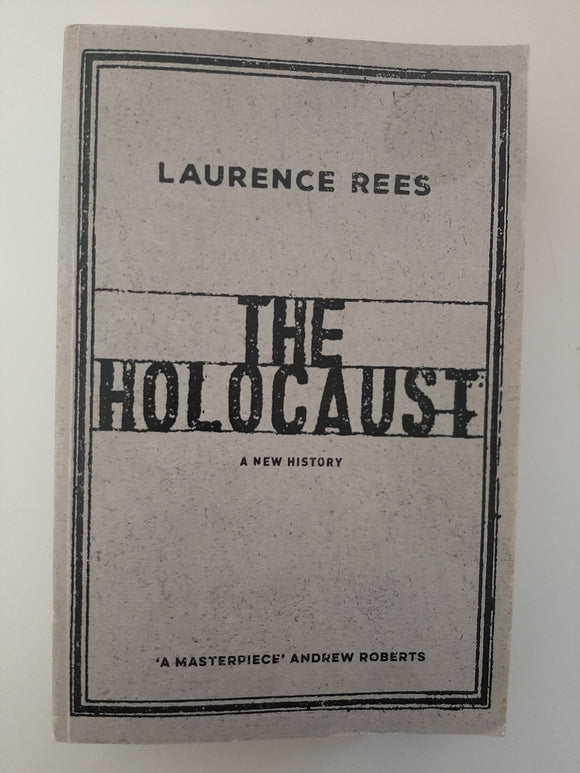 LAURENCE REES
THE
HOLOCAUST
A NEW HISTORY
'A MASTERPIECE' ANDREW ROBERTS